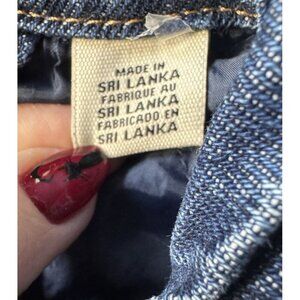 MADE IN
SRI LANKA
FABRIQUE AU
SRI LANKA
FABRICADO EN
SRI LANKA